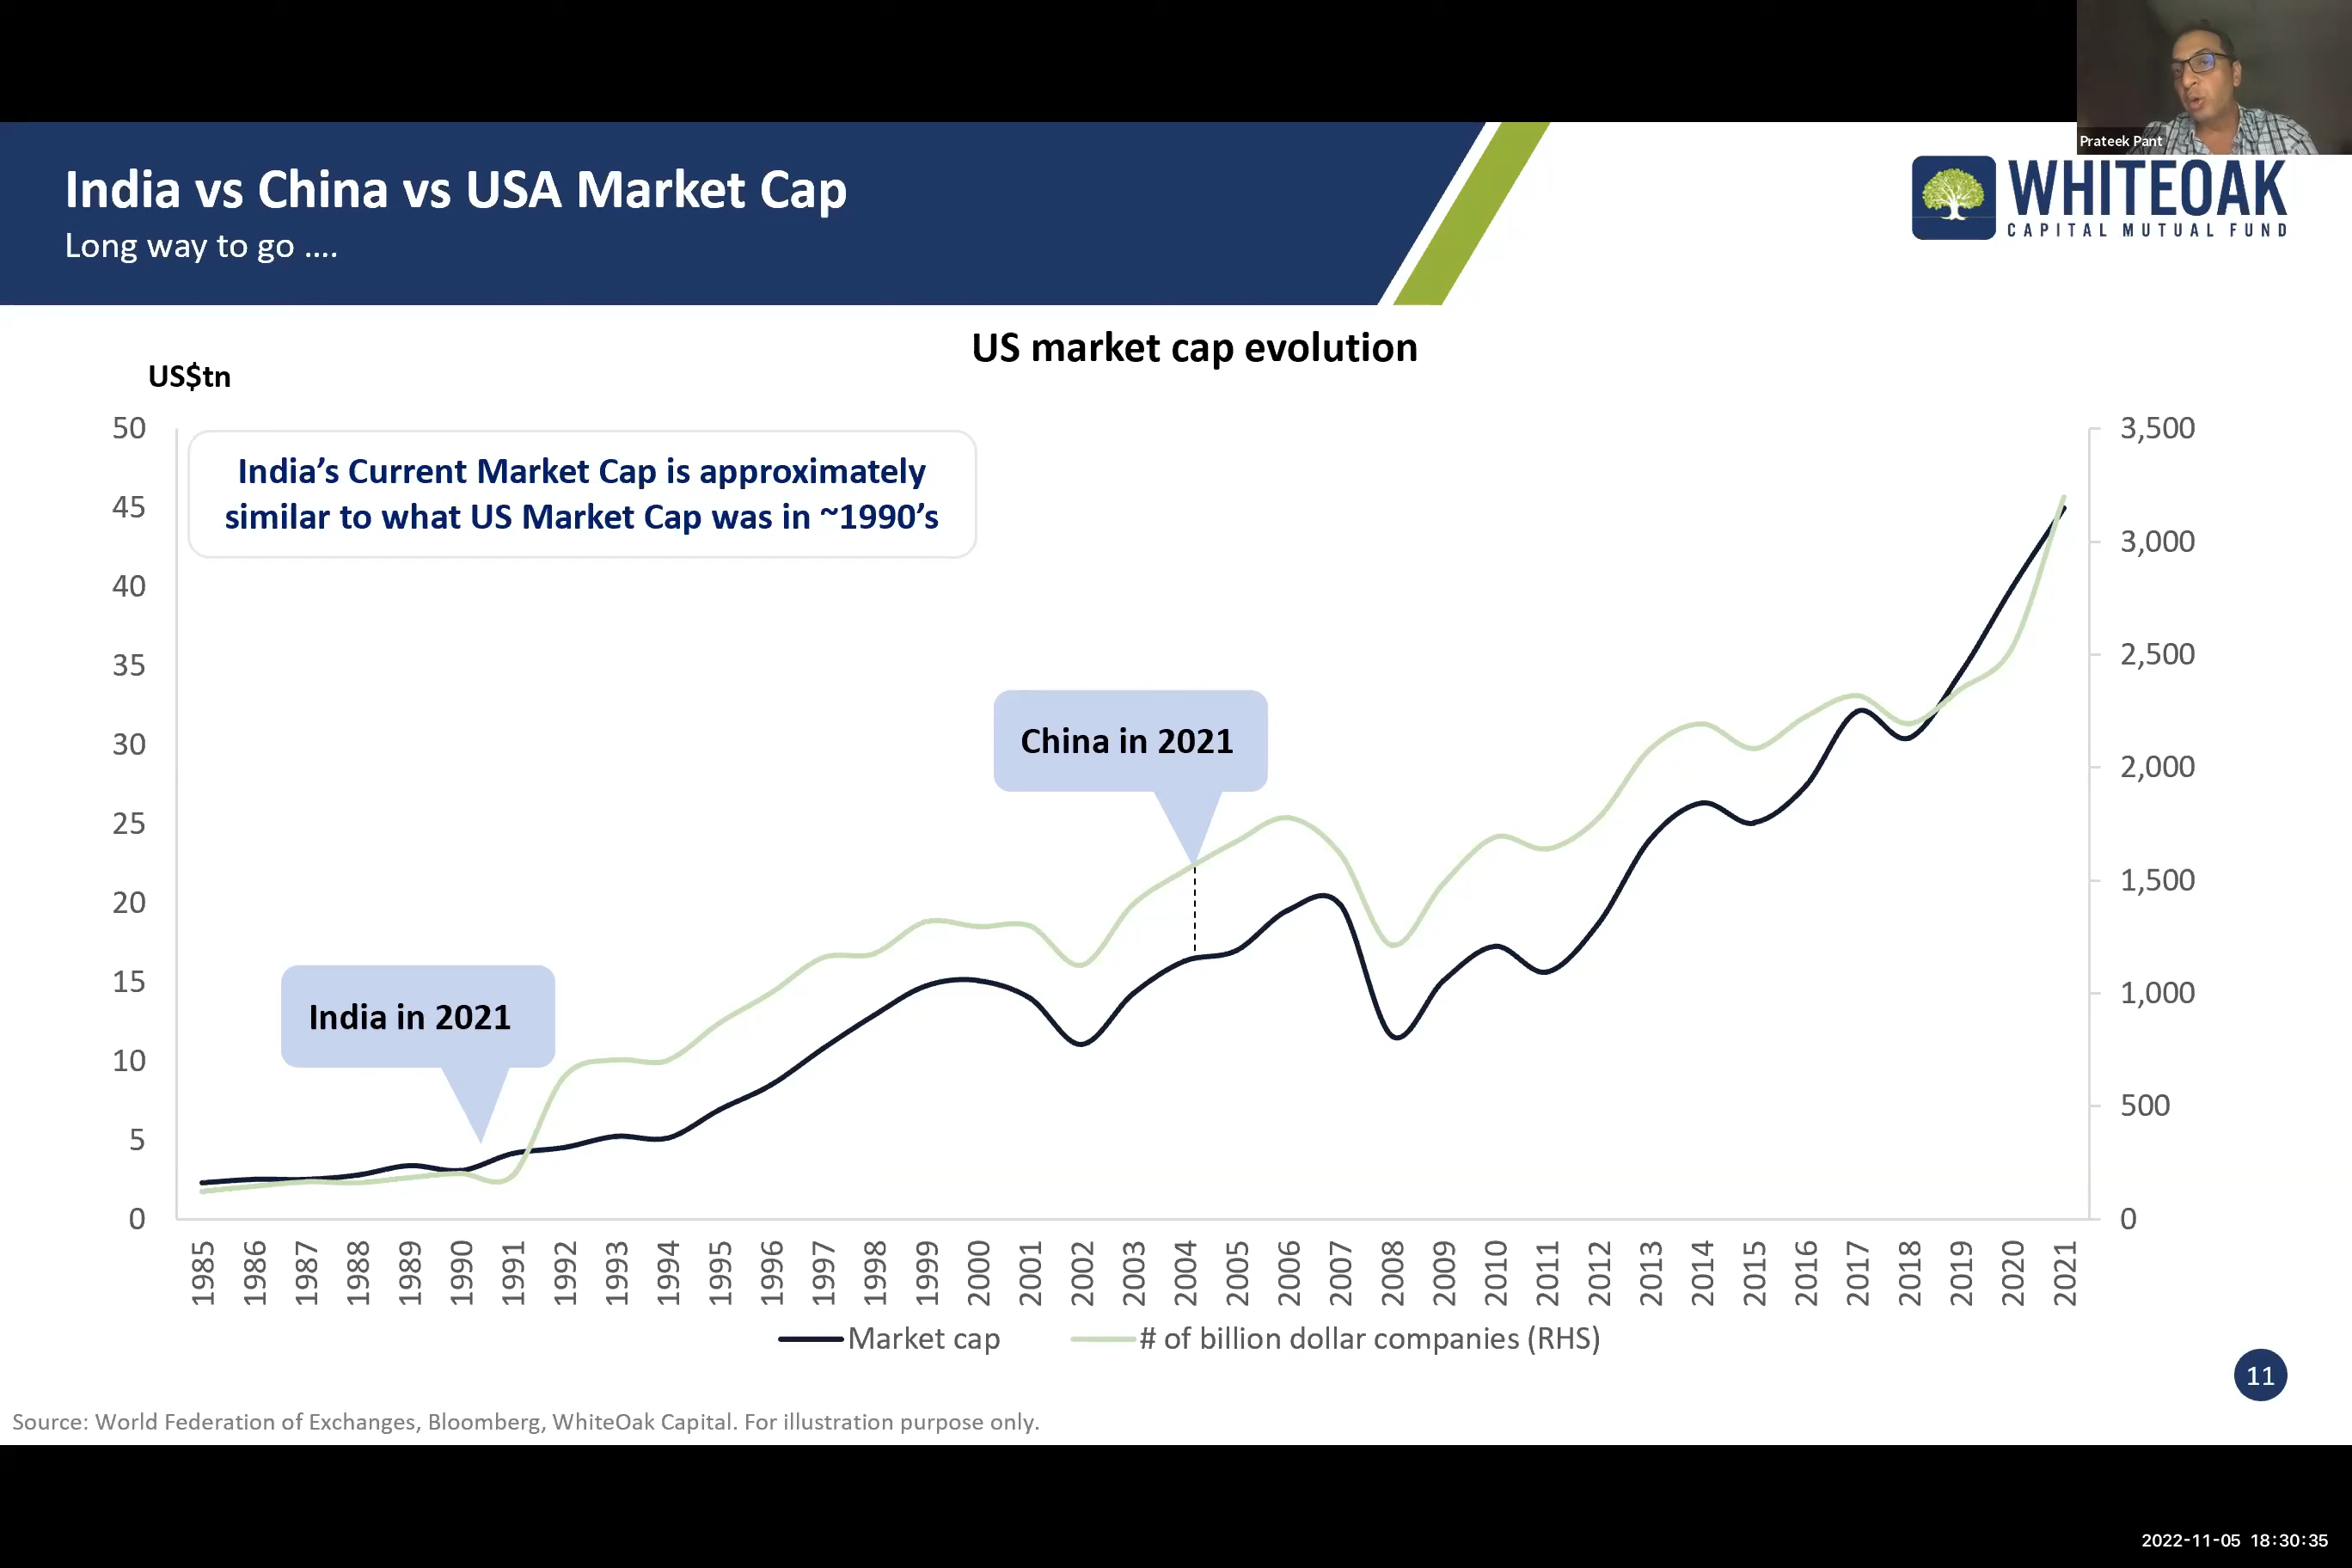 Prateek Pant
India vs China vs USA Market Cap
Long way to go ....
WHITEOAK
CAPITAL MUTUAL FUND
US market cap evolution
US$tn
India’s Current Market Cap is approximately
similar to what US Market Cap was in ~1990’s
50
45
40
35
30
25
20
15
10
5
0
3,500
3,000
2,500
2,000
1,500
1,000
500
0
China in 2021
India in 2021
1985 1986 1987 1988 1989 1990 1991 1992 1993 1994 1995 1996 1997 1998 1999 2000 2001 2002 2003 2004 2005 2006 2007 2008 2009 2010 2011 2012 2013 2014 2015 2016 2017 2018 2019 2020 2021
Market cap # of billion dollar companies (RHS)
11
Source: World Federation of Exchanges, Bloomberg, WhiteOak Capital. For illustration purpose only.
2022-11-05 18:30:35